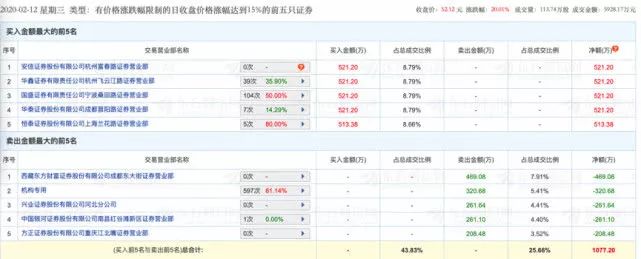 2020-02-12 星期三 类型：有价格涨跌幅限制的日收盘价格涨幅达到15%的前五只证券 收盘价: 52.12 元 涨跌幅: 20.01% 成交量: 113.74万股 成交金额: 5928.17万元
买入金额最大的前5名
序号 交易营业部名称 买入金额(万) 占总成交比例 卖出金额(万) 占总成交比例 净额(万)
1 安信证券股份有限公司杭州富春路证券营业部 0次 - 521.20 8.79% - - 521.20
2 华鑫证券有限责任公司杭州飞云江路证券营业部 39次 35.90% 521.20 8.79% - - 521.20
3 国盛证券有限责任公司宁波桑田路证券营业部 104次 50.00% 521.20 8.79% - - 521.20
4 华泰证券股份有限公司成都蜀阳路证券营业部 7次 14.29% 521.20 8.79% - - 521.20
5 恒泰证券股份有限公司上海兰花路证券营业部 5次 80.00% 513.38 8.66% - - 513.38
卖出金额最大的前5名
序号 交易营业部名称 买入金额(万) 占总成交比例 卖出金额(万) 占总成交比例 净额(万)
1 西藏东方财富证券股份有限公司成都东大街证券营业部 0次 - - - 469.08 7.91% -469.08
2 机构专用 597次 61.14% - - 320.68 5.41% -320.68
3 兴业证券股份有限公司河北分公司 0次 - - - 261.64 4.41% -261.64
4 中国银河证券股份有限公司南昌红谷滩新区证券营业部 1次 0.00% - - 261.10 4.40% -261.10
5 方正证券股份有限公司重庆江北嘴证券营业部 0次 - - - 208.48 3.52% -208.48
(买入前5名与卖出前5名)总合计: - 43.83% - 25.66% 1077.20